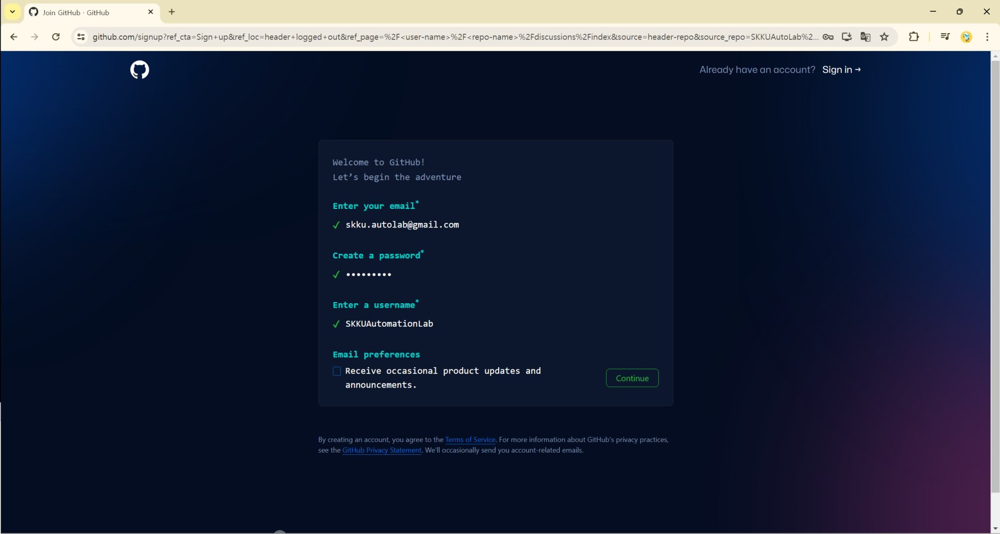 Join GitHub · GitHub
github.com/signup?ref_cta=Sign+up&ref_loc=header+logged+out&ref_page=%2F<user-name>%2F<repo-name>%2Fdiscussions%2Findex&source=header-repo&source_repo=SKKUAutoLab%2...
Already have an account? Sign in →
Welcome to GitHub!
Let’s begin the adventure
Enter your email*
✓ skku.autolab@gmail.com
Create a password*
✓ •••••••••
Enter a username*
✓ SKKUAutomationLab
Email preferences
Receive occasional product updates and
announcements.
Continue
By creating an account, you agree to the Terms of Service. For more information about GitHub's privacy practices,
see the GitHub Privacy Statement. We'll occasionally send you account-related emails.